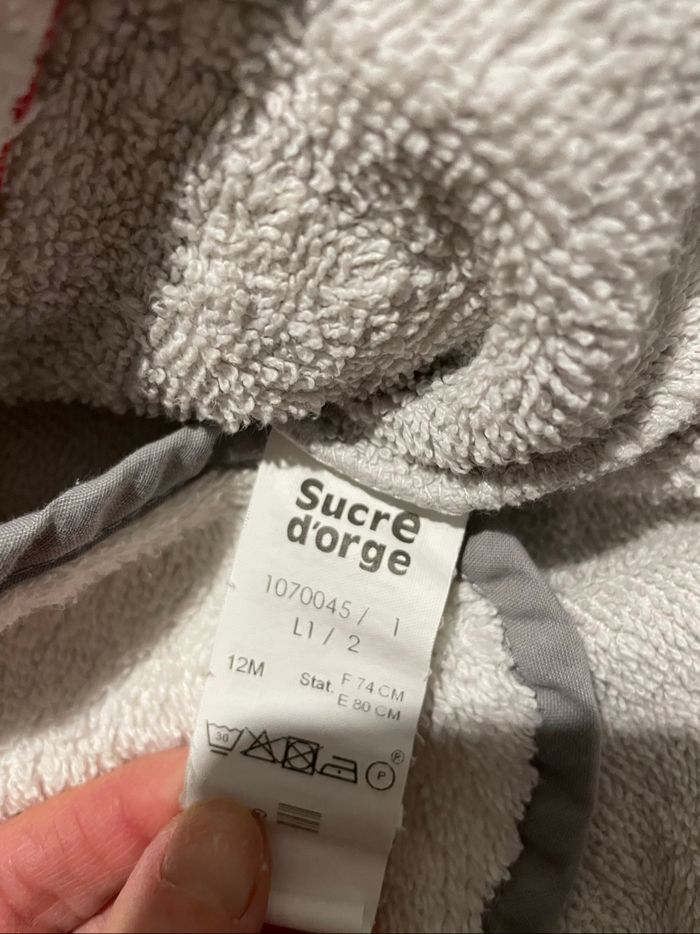 Sucre
d'orge
1070045 / 1
L1 / 2
12M
Stat. F 74 CM
E 80 CM
30 P ®
®